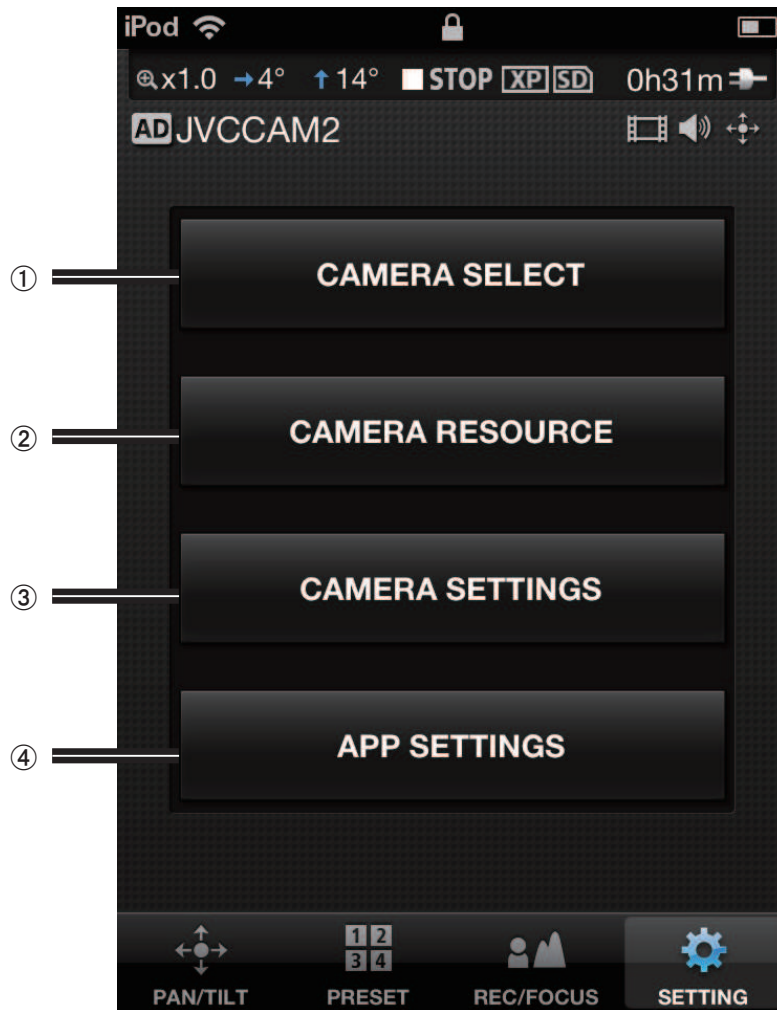 iPod
x1.0 4° 14° STOP XP SD 0h31m
AD JVCCAM2
① CAMERA SELECT
② CAMERA RESOURCE
③ CAMERA SETTINGS
④ APP SETTINGS
1 2
3 4
PAN/TILT PRESET REC/FOCUS SETTING